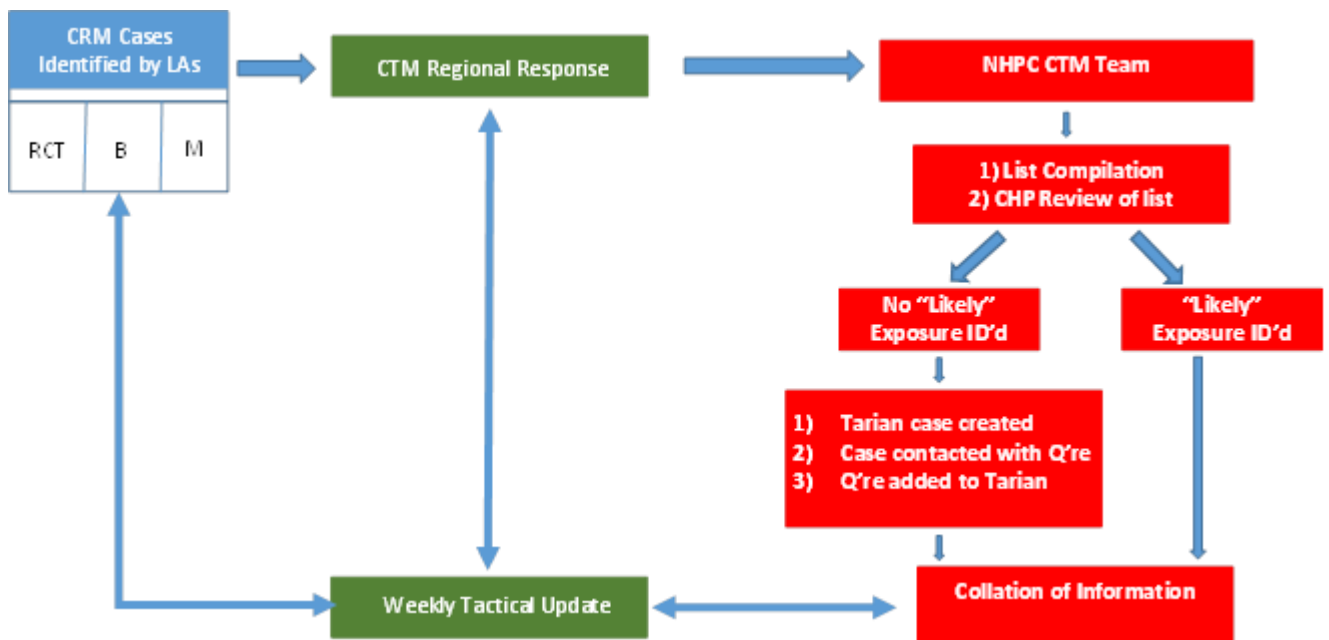 CRM Cases
Identified by LAs
RCT
B
M
CTM Regional Response
NHPC CTM Team
1) List Compilation
2) CHP Review of list
No “Likely”
Exposure ID’d
“Likely”
Exposure ID’d
1) Tarian case created
2) Case contacted with Q’re
3) Q’re added to Tarian
Weekly Tactical Update
Collation of Information